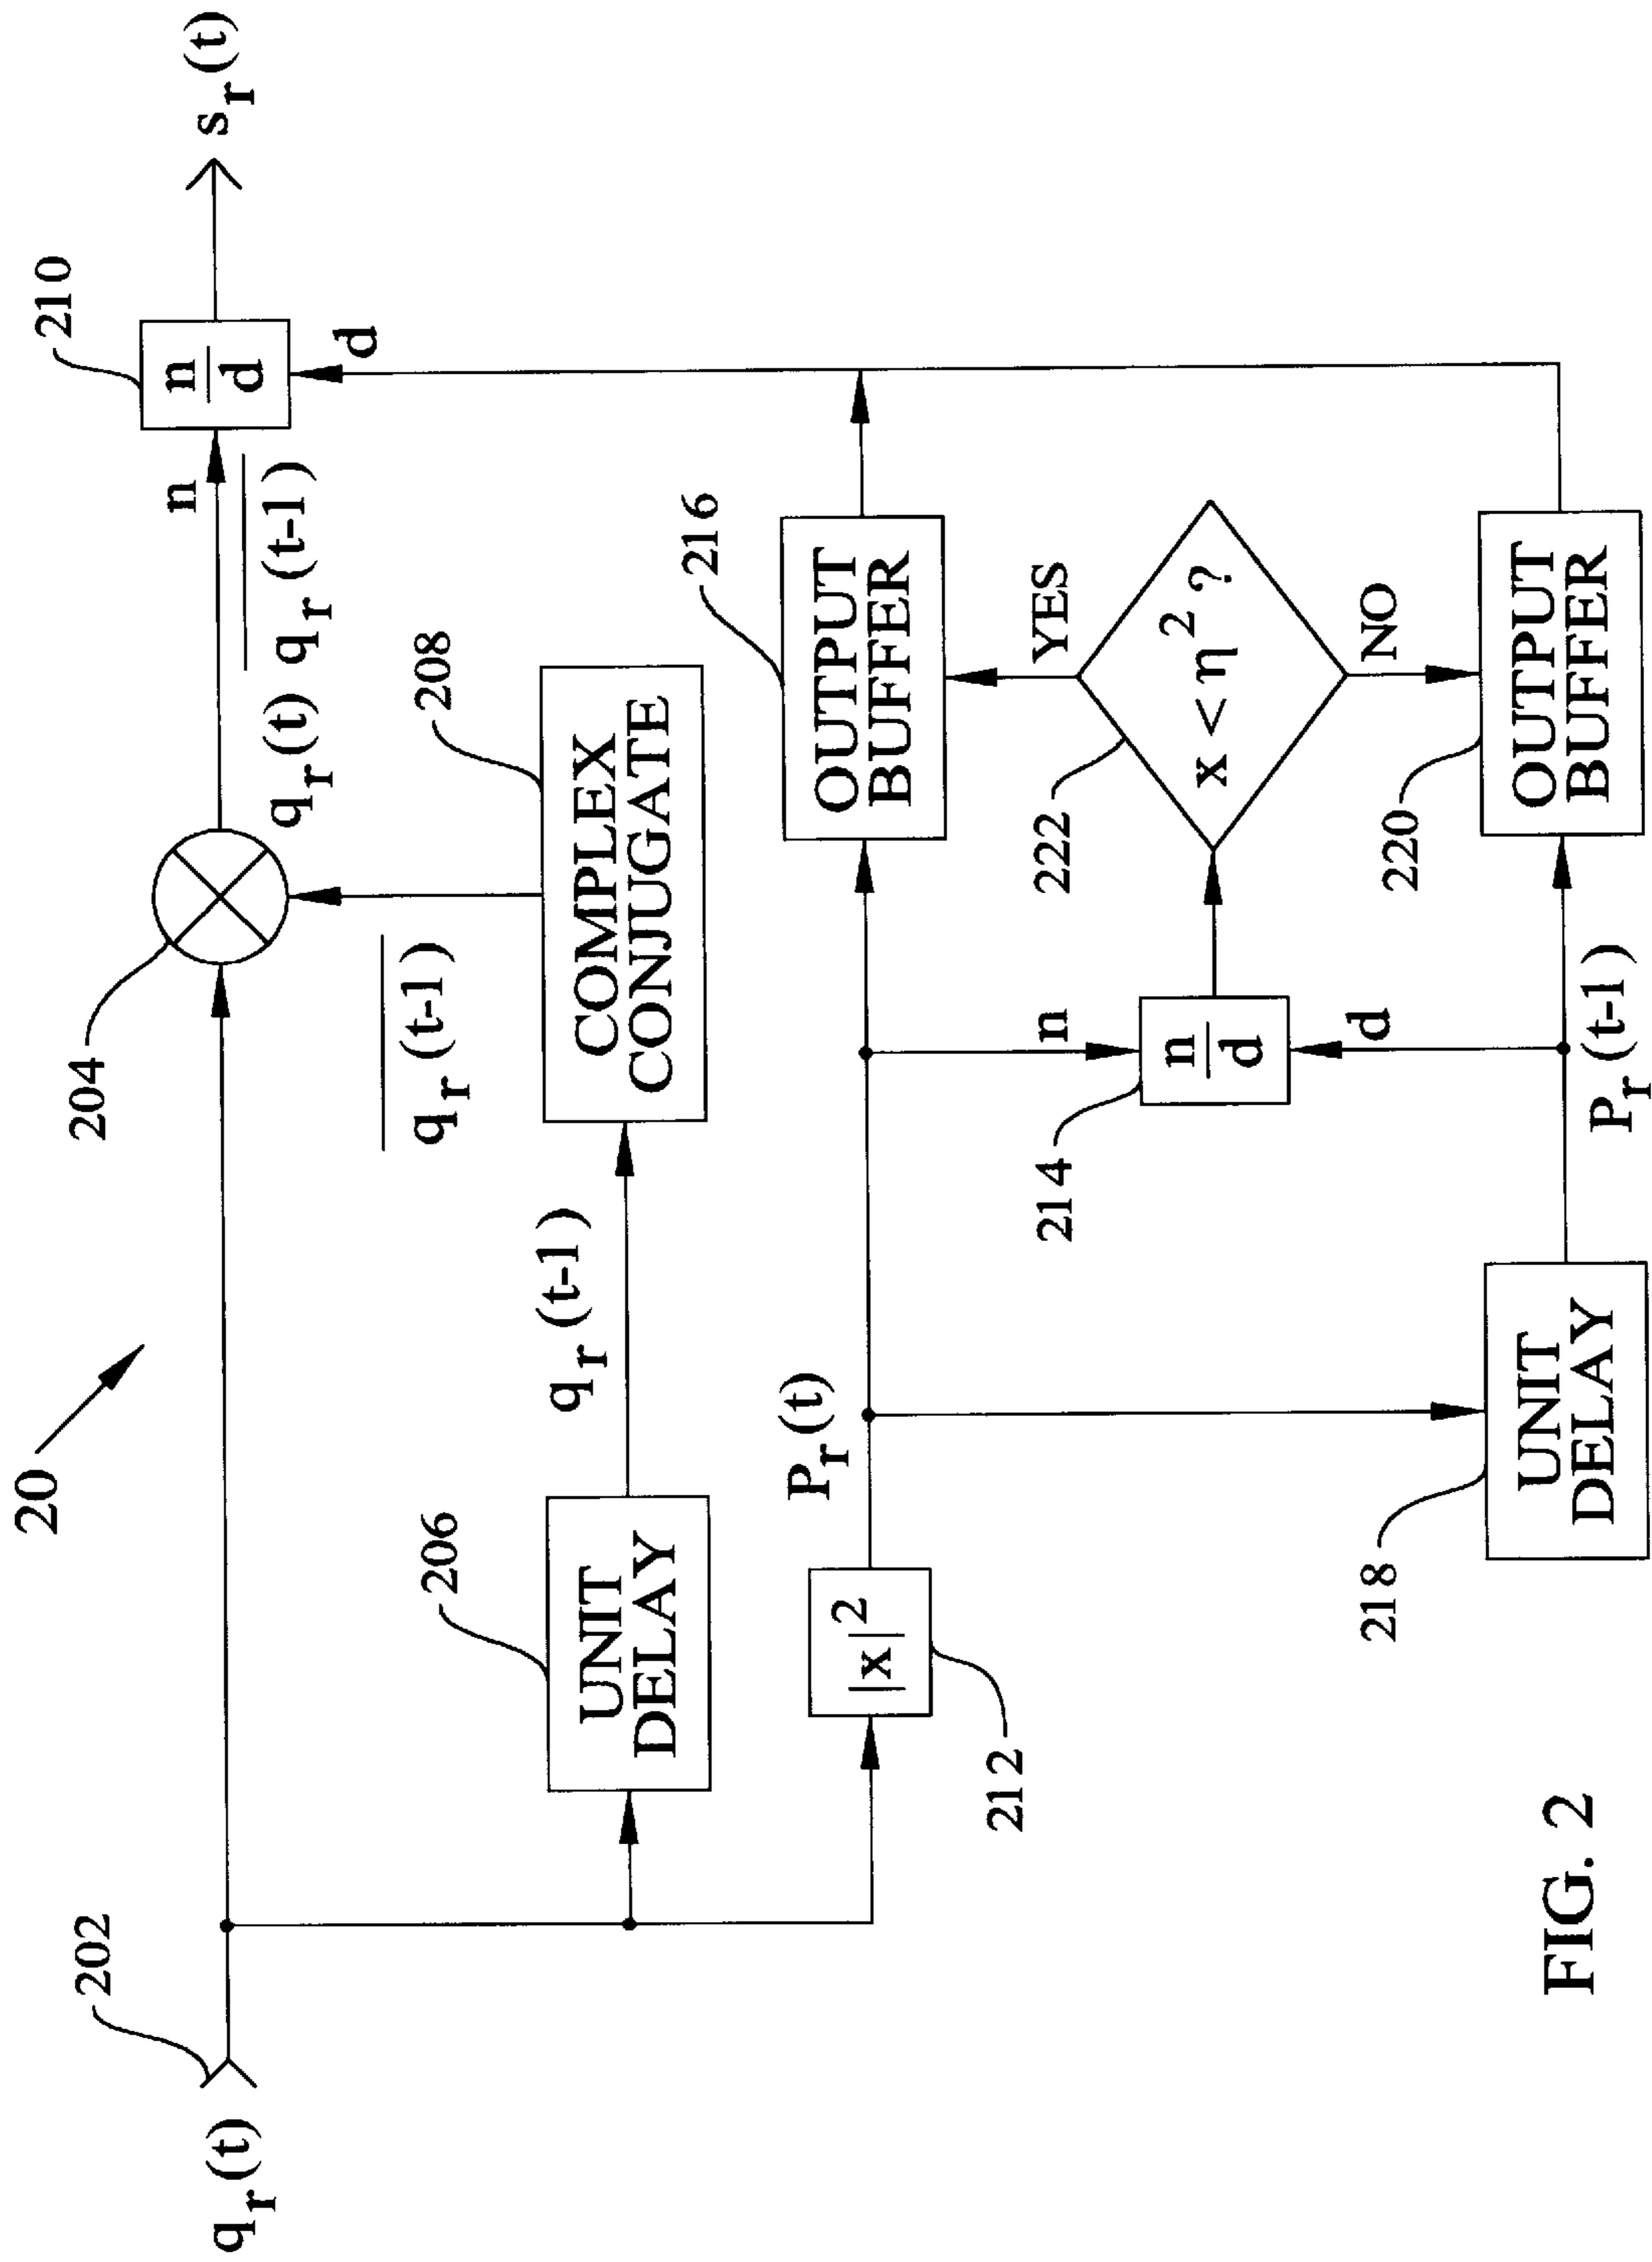 20
202
q_r(t)
204
n
210
n
d
s_r(t)
q_r(t) \overline{q_r(t-1)}
d
\overline{q_r(t-1)}
206
UNIT
DELAY
q_r(t-1)
208
COMPLEX
CONJUGATE
212
|x|^2
P_r(t)
216
OUTPUT
BUFFER
n
214
n
d
d
222
x < η^2 ?
YES
NO
218
UNIT
DELAY
P_r(t-1)
220
OUTPUT
BUFFER
FIG. 2